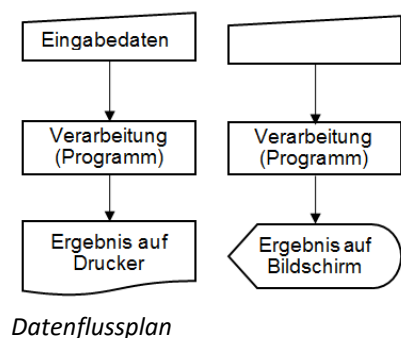 Eingabedaten
Verarbeitung
(Programm)
Ergebnis auf
Drucker
Verarbeitung
(Programm)
Ergebnis auf
Bildschirm
Datenflussplan